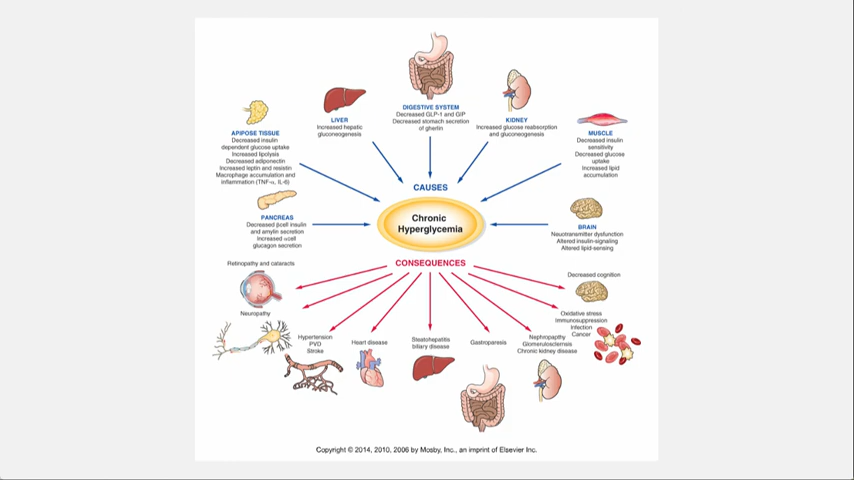 DIGESTIVE SYSTEM
Decreased GLP-1 and GIP
Decreased stomach secretion
of gharlin
LIVER
Increased hepatic
gluconeogenesis
KIDNEY
Increased glucose reabsorption
and gluconeogenesis
APIPOSE TISSUE
Decreased insulin
dependent glucose uptake
Increased lipolysis
Decreased adiponectin
Increased leptin and resistin
Macrophage accumulation and
inflammation (TNF-α, IL-6)
MUSCLE
Decreased insulin
sensitivity
Decreased glucose
uptake
Increased lipid
accumulation
CAUSES
PANCREAS
Decreased βcell insulin
and amylin secretion
Increased αcell
glucagon secretion
Chronic
Hyperglycemia
BRAIN
Neurotransmitter dysfunction
Altered insulin-signaling
Altered lipid-sensing
CONSEQUENCES
Retinopathy and cataracts
Neuropathy
Hypertension
PVD
Stroke
Heart disease
Steatohepatitis
biliary disease
Gastroparesis
Nephropapthy
Glomerulosclerosis
Chronic kidney disease
Oxidative stress
Immunosuppression
Infection
Cancer
Decreased cognition
Copyright © 2014, 2010, 2006 by Mosby, Inc., an imprint of Elsevier Inc.